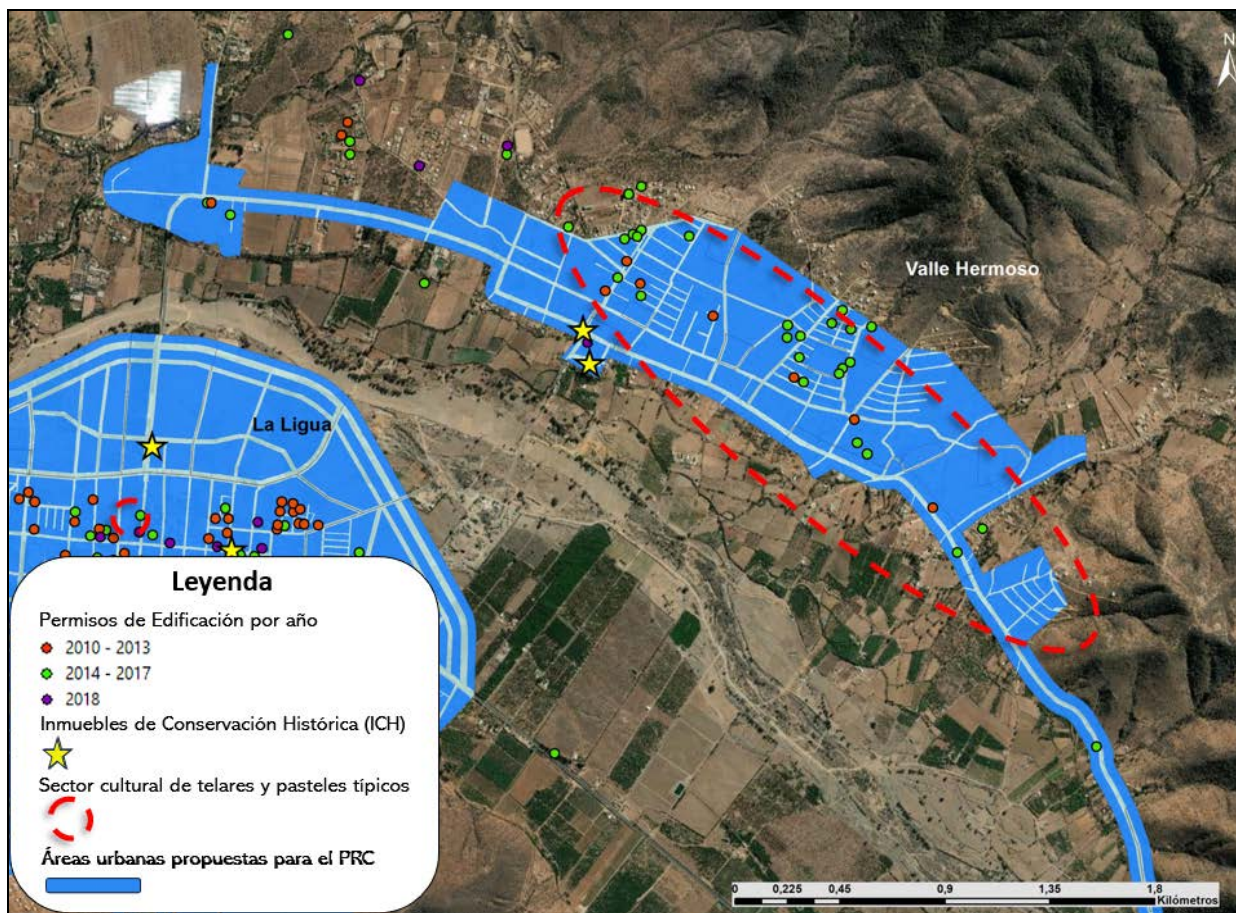 N
Valle Hermoso
La Ligua
Leyenda
Permisos de Edificación por año
2010 - 2013
2014 - 2017
2018
Inmuebles de Conservación Histórica (ICH)
Sector cultural de telares y pasteles típicos
Áreas urbanas propuestas para el PRC
0 0,225 0,45 0,9 1,35 1,8
Kilómetros